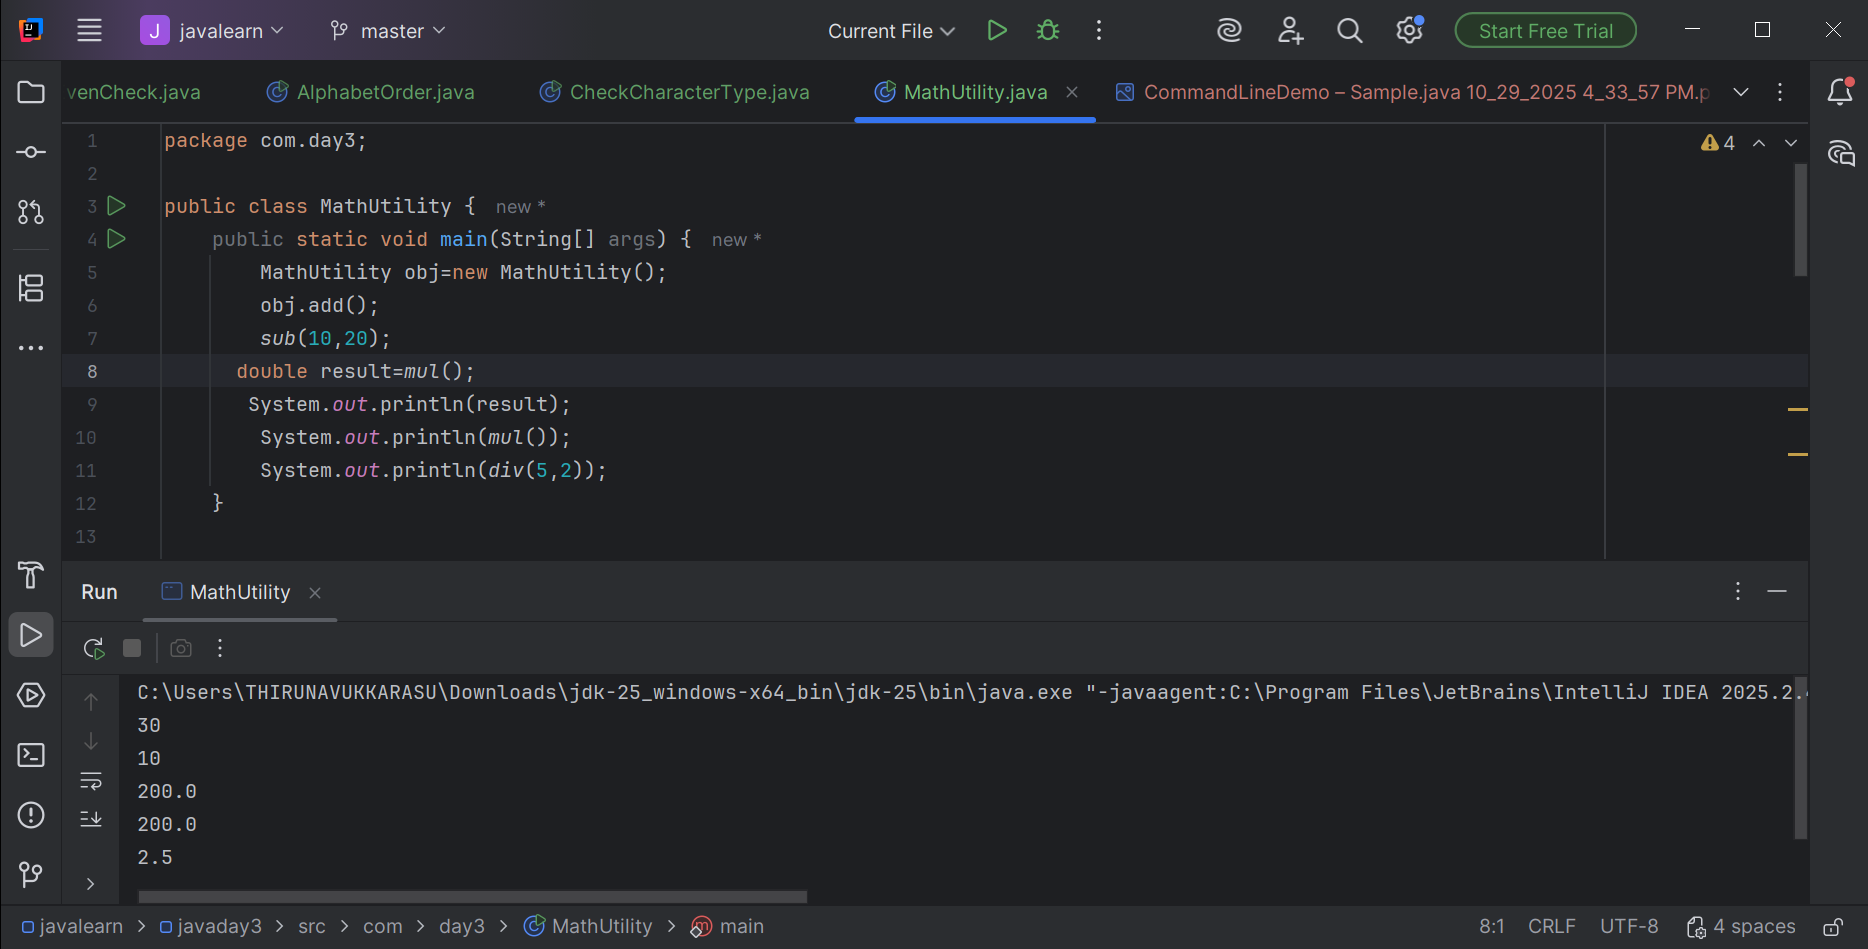 J javalearn master Current File Start Free Trial
venCheck.java AlphabetOrder.java CheckCharacterType.java MathUtility.java CommandLineDemo – Sample.java 10_29_2025 4_33_57 PM.p
1 package com.day3; 4
2
3 public class MathUtility { new *
4 public static void main(String[] args) { new *
5 MathUtility obj=new MathUtility();
6 obj.add();
7 sub(10,20);
8 double result=mul();
9 System.out.println(result);
10 System.out.println(mul());
11 System.out.println(div(5,2));
12 }
13
Run MathUtility
C:\Users\THIRUNAVUKKARASU\Downloads\jdk-25_windows-x64_bin\jdk-25\bin\java.exe "-javaagent:C:\Program Files\JetBrains\IntelliJ IDEA 2025.2.4
30
10
200.0
200.0
2.5
javalearn > javaday3 > src > com > day3 > MathUtility > main 8:1 CRLF UTF-8 4 spaces